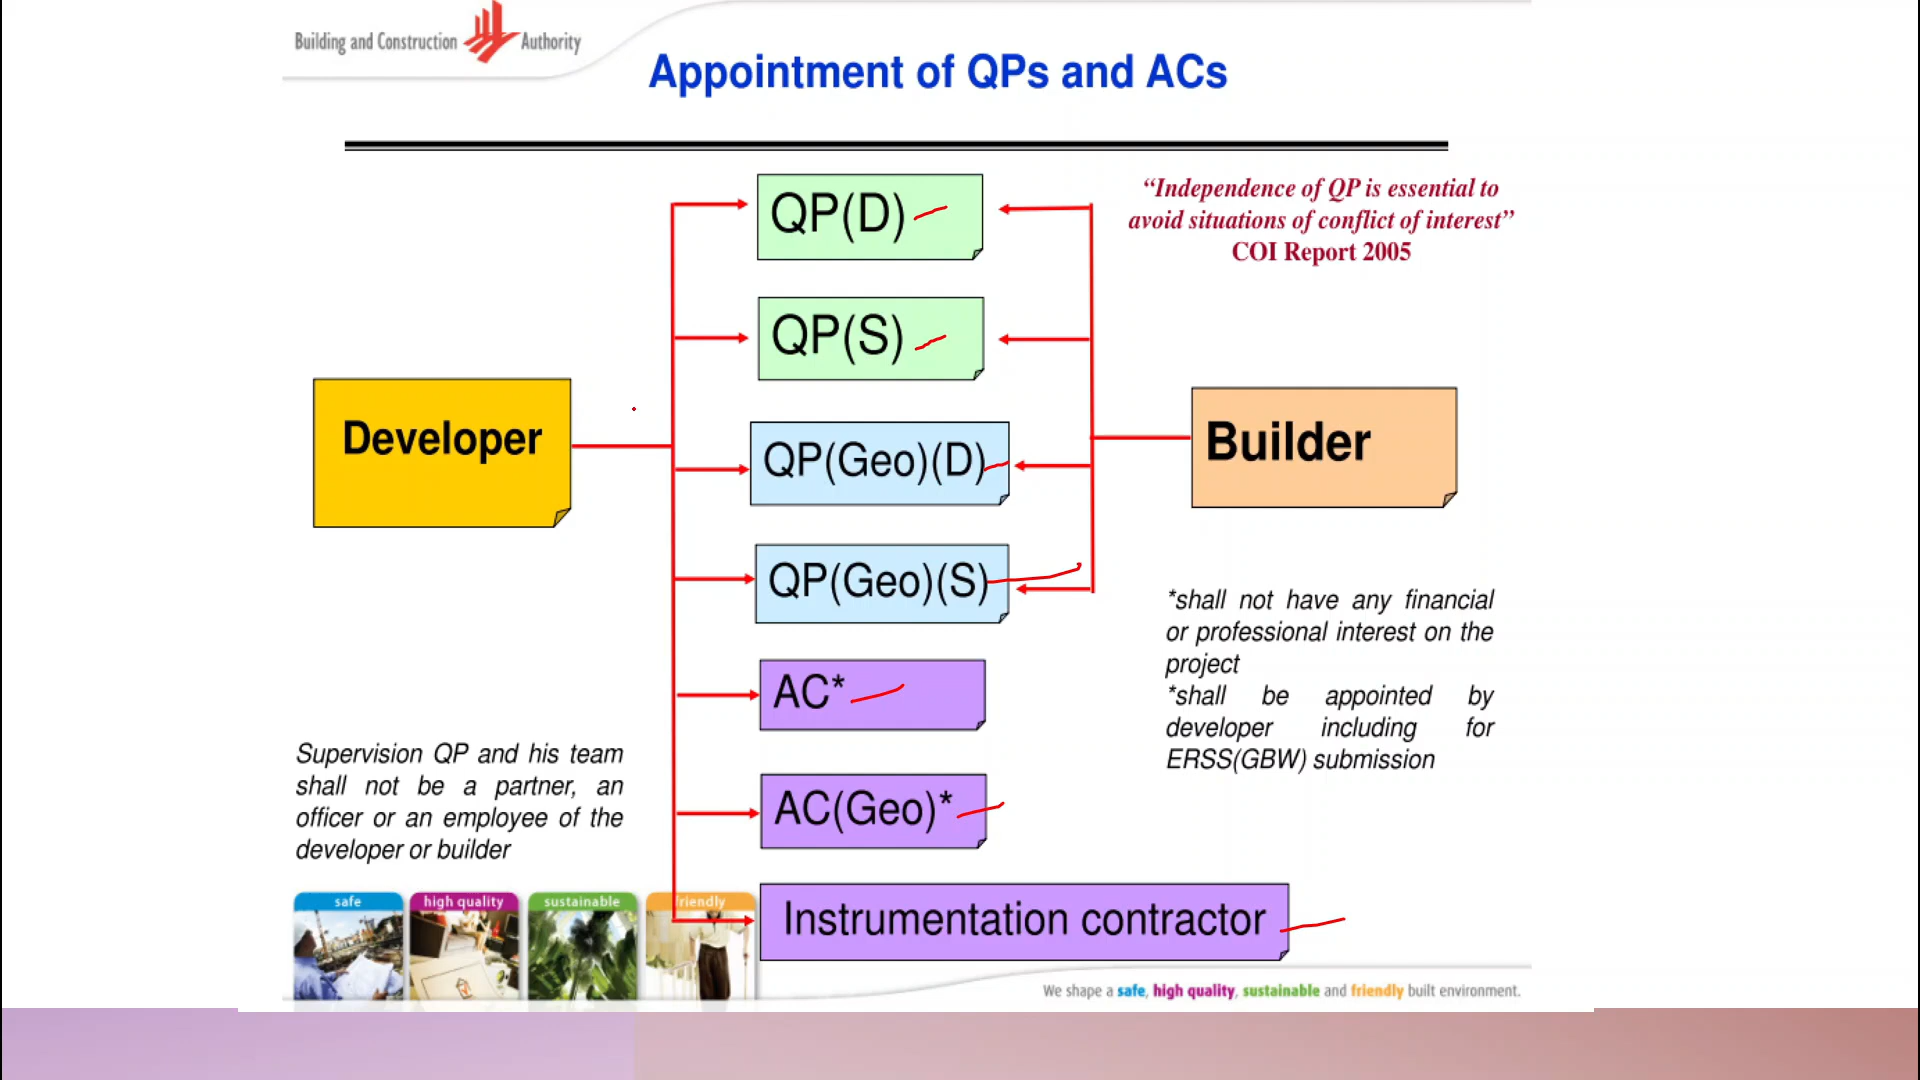 Building and Construction Authority
Appointment of QPs and ACs
QP(D)
QP(S)
QP(Geo)(D)
QP(Geo)(S)
AC*
AC(Geo)*
Instrumentation contractor
Developer
Builder
“Independence of QP is essential to
avoid situations of conflict of interest”
COI Report 2005
*shall not have any financial
or professional interest on the
project
*shall be appointed by
developer including for
ERSS(GBW) submission
Supervision QP and his team
shall not be a partner, an
officer or an employee of the
developer or builder
safe
high quality
sustainable
friendly
We shape a safe, high quality, sustainable and friendly built environment.